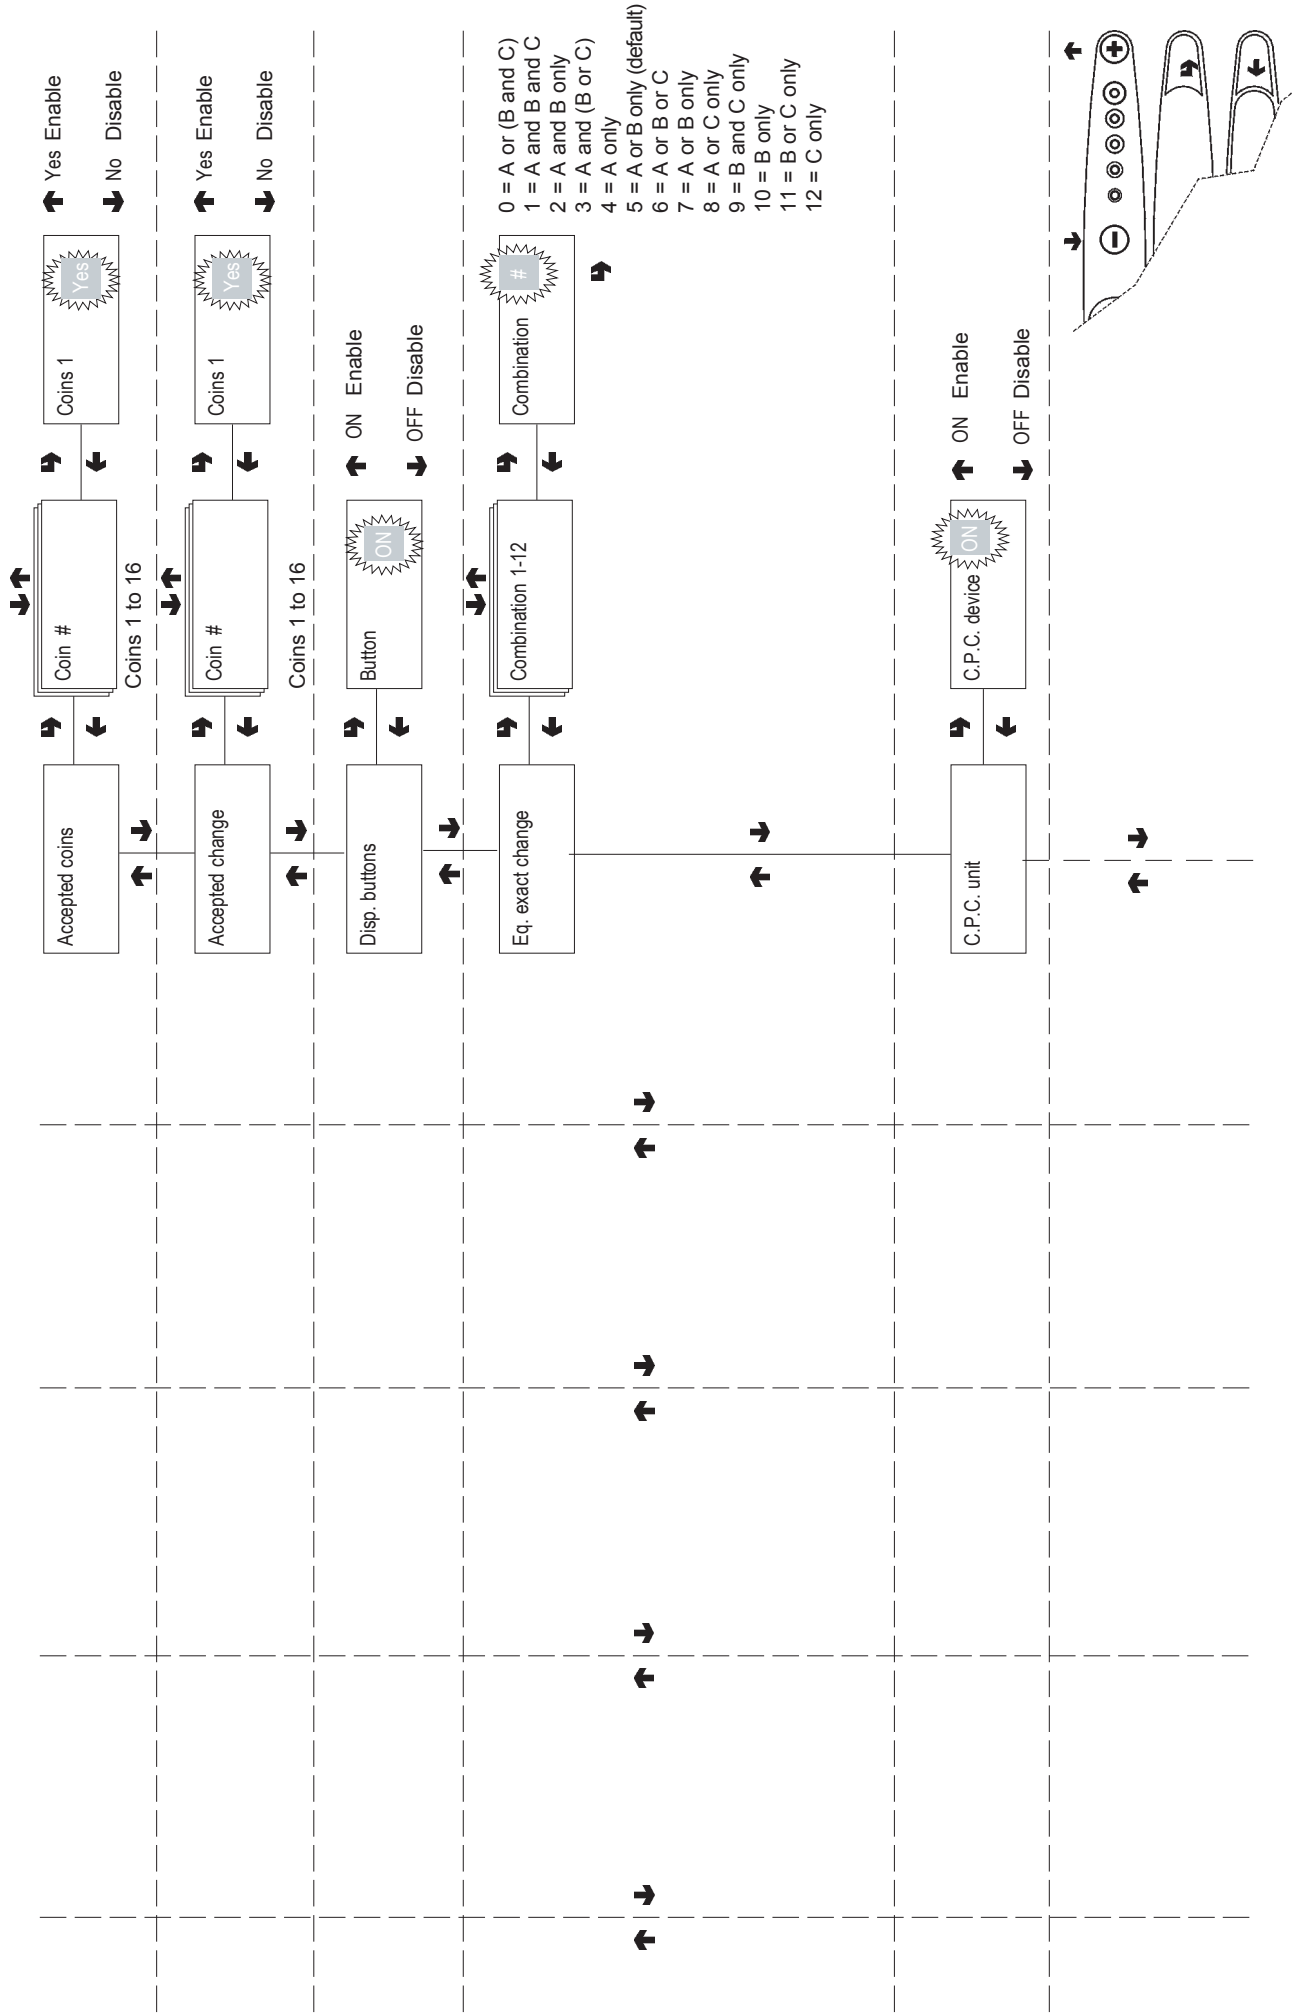 Accepted coins
Coin #
Coins 1 to 16
Coins 1
Yes
Yes Enable
No Disable
Accepted change
Coin #
Coins 1 to 16
Coins 1
Yes
Yes Enable
No Disable
Disp. buttons
Button
ON
ON Enable
OFF Disable
Eq. exact change
Combination 1-12
Combination
#
0 = A or (B and C)
1 = A and B and C
2 = A and B only
3 = A and (B or C)
4 = A only
5 = A or B only (default)
6 = A or B or C
7 = A or B only
8 = A or C only
9 = B and C only
10 = B only
11 = B or C only
12 = C only
C.P.C. unit
C.P.C. device
ON
ON Enable
OFF Disable